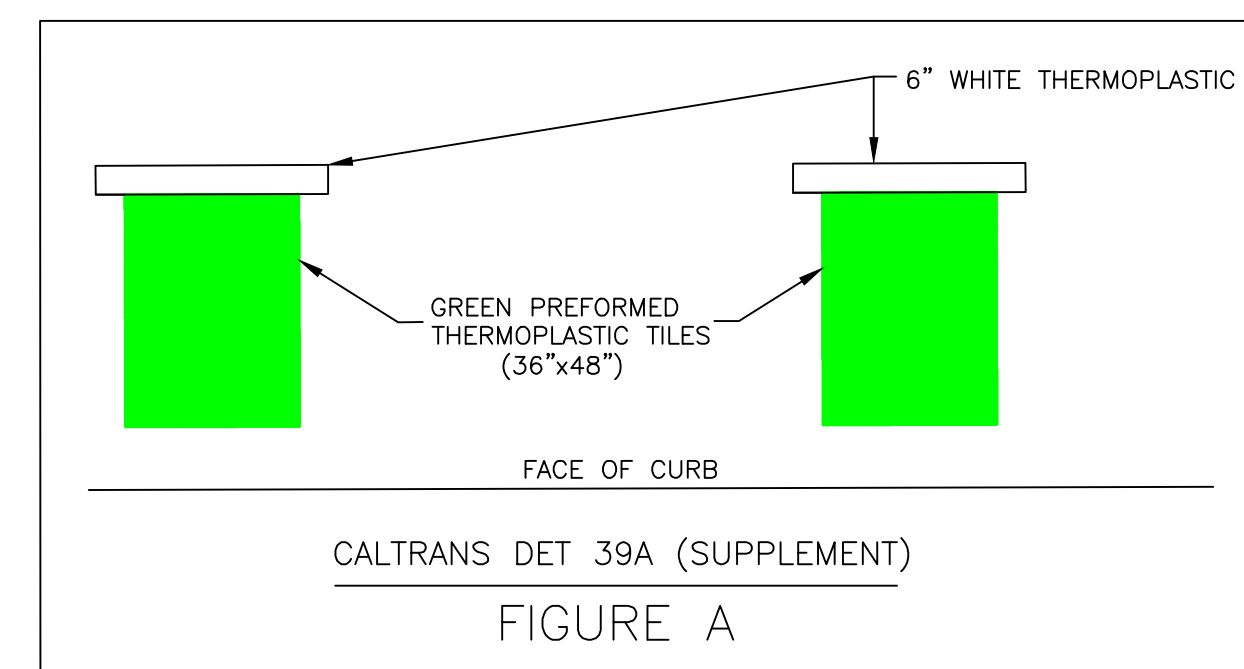 6” WHITE THERMOPLASTIC
GREEN PREFORMED
THERMOPLASTIC TILES
(36”x48”)
FACE OF CURB
CALTRANS DET 39A (SUPPLEMENT)
FIGURE A